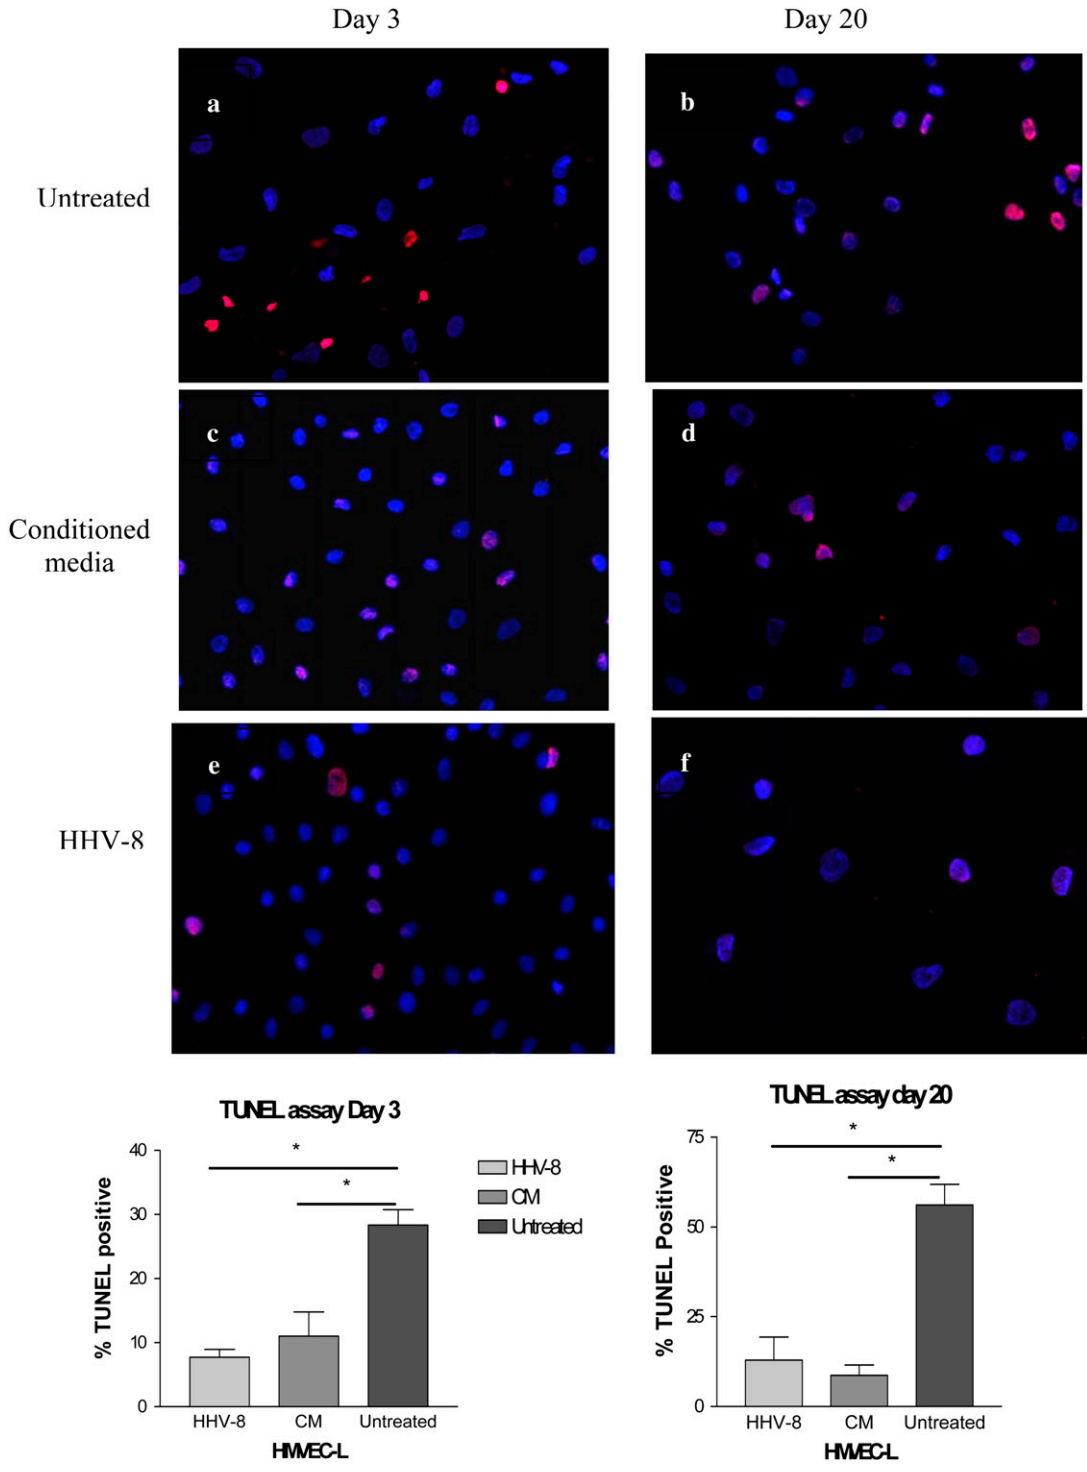 Day 3
Day 20
Untreated
a
b
Conditioned
media
c
d
HHV-8
e
f
TUNEL assay Day 3
% TUNEL positive
40
30
20
10
0
*
*
HHV-8
CM
Untreated
HHV-8
CM
Untreated
HMVEC-L
TUNEL assay day 20
% TUNEL Positive
75
50
25
0
*
*
HHV-8
CM
Untreated
HMVEC-L